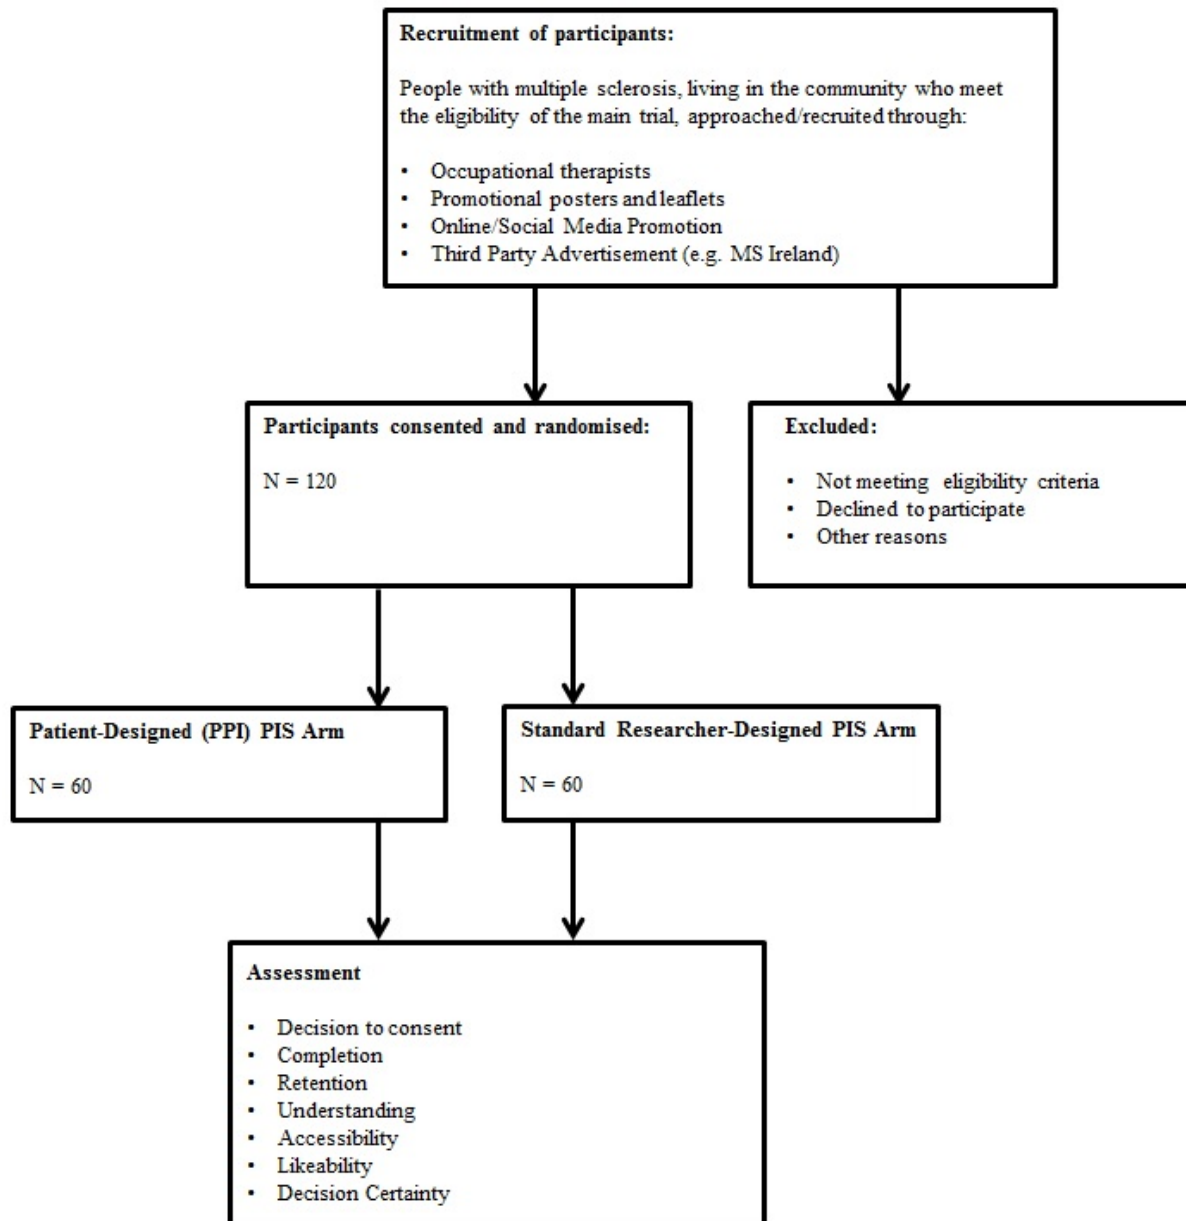 Recruitment of participants:
People with multiple sclerosis, living in the community who meet
the eligibility of the main trial, approached/recruited through:
• Occupational therapists
• Promotional posters and leaflets
• Online/Social Media Promotion
• Third Party Advertisement (e.g. MS Ireland)
Participants consented and randomised:
N = 120
Excluded:
• Not meeting eligibility criteria
• Declined to participate
• Other reasons
Patient-Designed (PPI) PIS Arm
N = 60
Standard Researcher-Designed PIS Arm
N = 60
Assessment
• Decision to consent
• Completion
• Retention
• Understanding
• Accessibility
• Likeability
• Decision Certainty